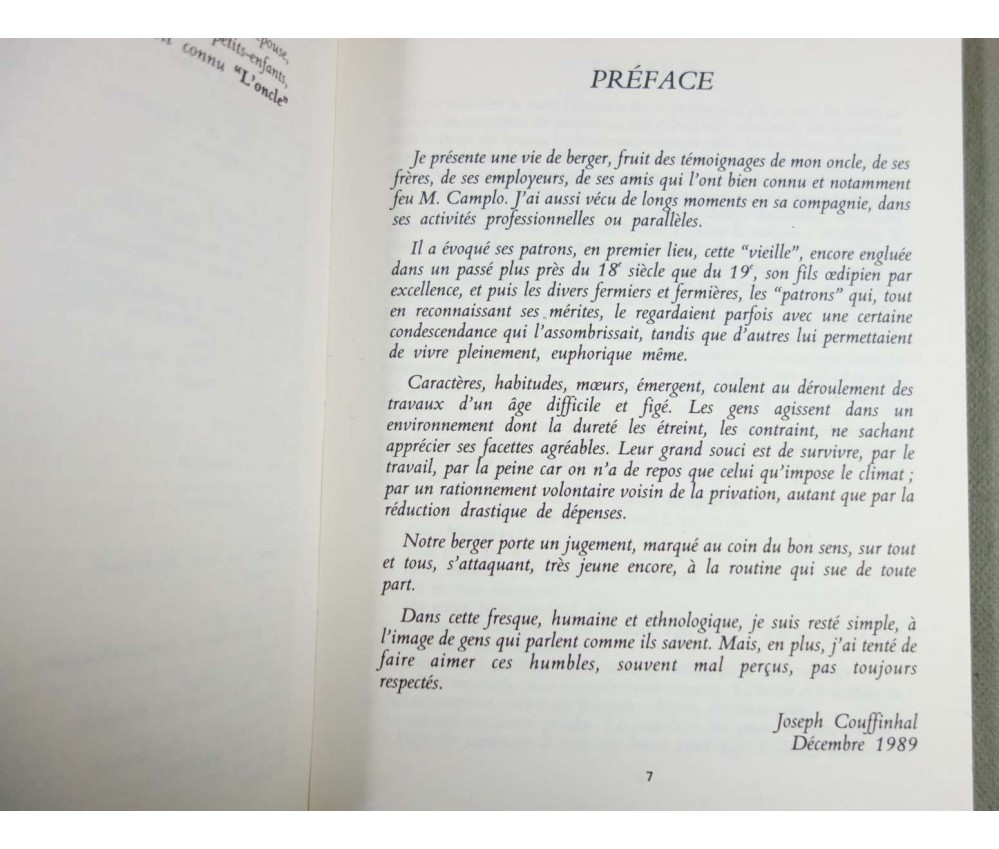 pouse,
petits-enfants,
connu "L'oncle"
PRÉFACE
Je présente une vie de berger, fruit des témoignages de mon oncle, de ses
frères, de ses employeurs, de ses amis qui l'ont bien connu et notamment
feu M. Camplo. J'ai aussi vécu de longs moments en sa compagnie, dans
ses activités professionnelles ou parallèles.
Il a évoqué ses patrons, en premier lieu, cette "vieille", encore engluée
dans un passé plus près du 18e siècle que du 19e, son fils œdipien par
excellence, et puis les divers fermiers et fermières, les "patrons" qui, tout
en reconnaissant ses mérites, le regardaient parfois avec une certaine
condescendance qui l'assombrissait, tandis que d'autres lui permettaient
de vivre pleinement, euphorique même.
Caractères, habitudes, mœurs, émergent, coulent au déroulement des
travaux d'un âge difficile et figé. Les gens agissent dans un
environnement dont la dureté les étreint, les contraint, ne sachant
apprécier ses facettes agréables. Leur grand souci est de survivre, par le
travail, par la peine car on n'a de repos que celui qu'impose le climat ;
par un rationnement volontaire voisin de la privation, autant que par la
réduction drastique de dépenses.
Notre berger porte un jugement, marqué au coin du bon sens, sur tout
et tous, s'attaquant, très jeune encore, à la routine qui sue de toute
part.
Dans cette fresque, humaine et ethnologique, je suis resté simple, à
l'image de gens qui parlent comme ils savent. Mais, en plus, j'ai tenté de
faire aimer ces humbles, souvent mal perçus, pas toujours
respectés.
Joseph Couffinhal
Décembre 1989
7